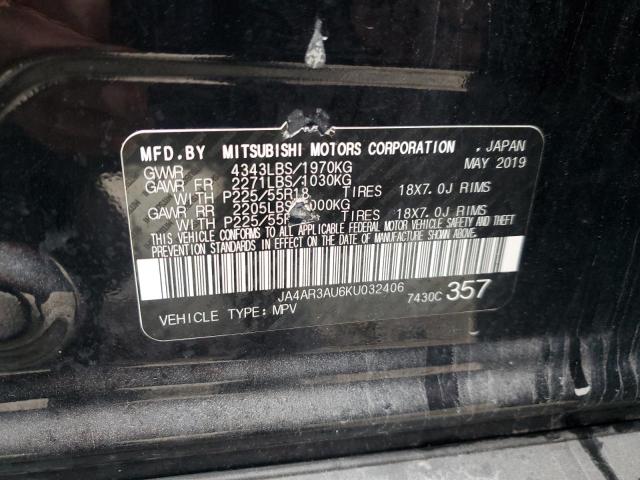 MFD.BY MITSUBISHI MOTORS CORPORATION . JAPAN
GVWR 4343LBS/1970KG MAY 2019
GAWR FR 2271LBS/1030KG
WITH P225/55R18 TIRES 18X7.0J RIMS
GAWR RR 2205LBS 000KG
WITH P225/55R TIRES 18X7.0J RIMS
THIS VEHICLE CONFORMS TO ALL APPLICABLE FEDERAL MOTOR VEHICLE SAFETY AND
THEFT PREVENTION STANDARDS IN EFFECT ON THE DATE OF MANUFACTURE SHOWN ABOVE.
JA4AR3AU6KU032406
VEHICLE TYPE: MPV 7430C 357